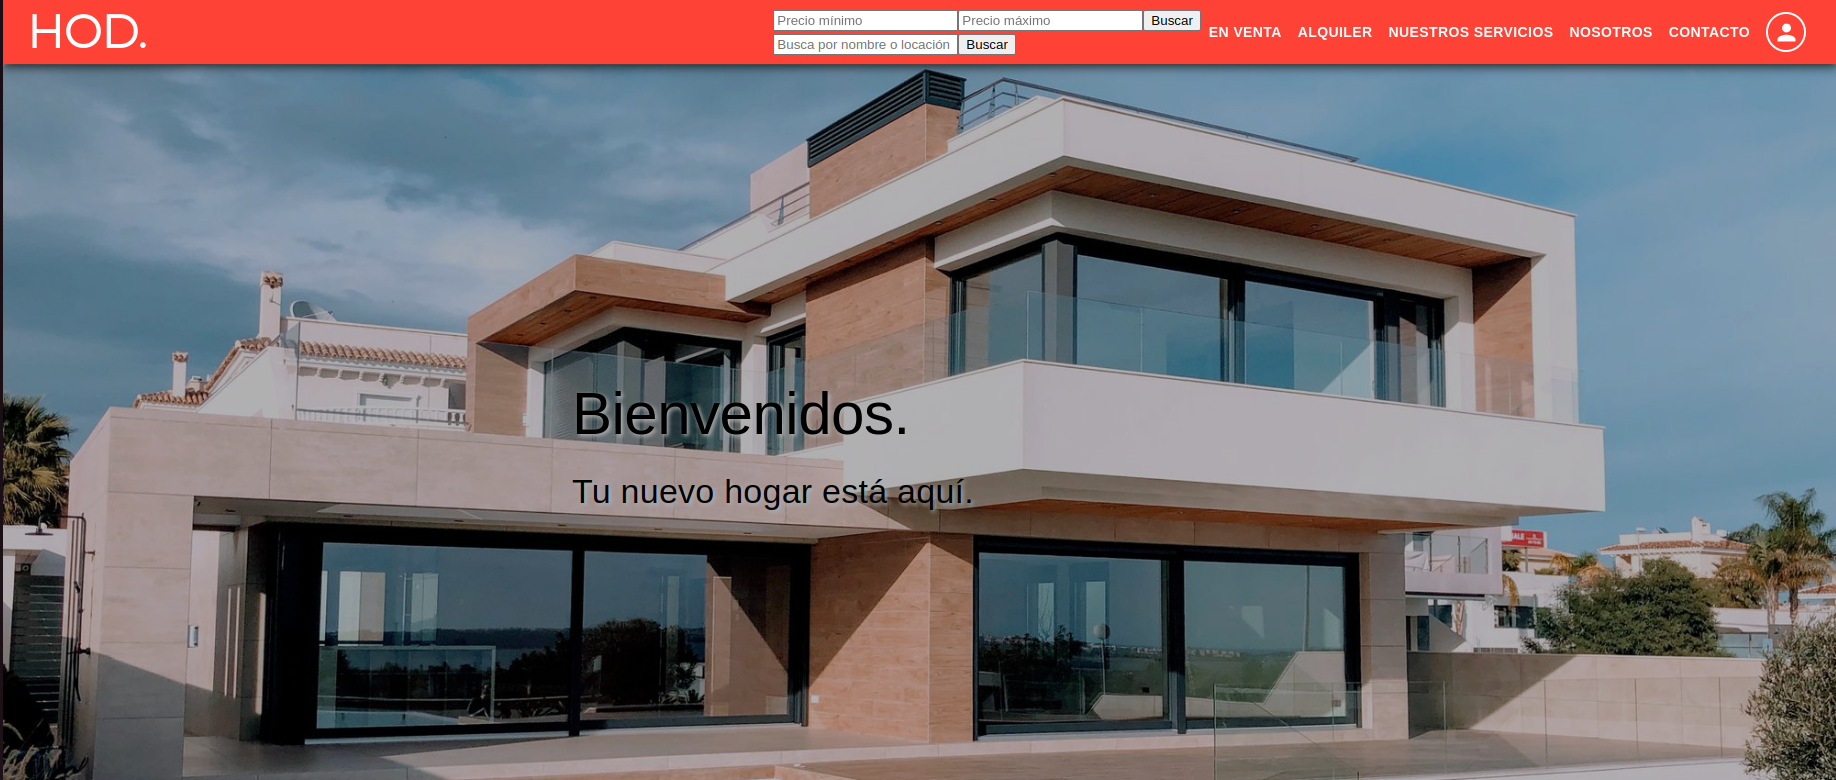 HOD.
Precio mínimo Precio máximo Buscar
Busca por nombre o locación Buscar
EN VENTA ALQUILER NUESTROS SERVICIOS NOSOTROS CONTACTO
Bienvenidos.
Tu nuevo hogar está aquí.